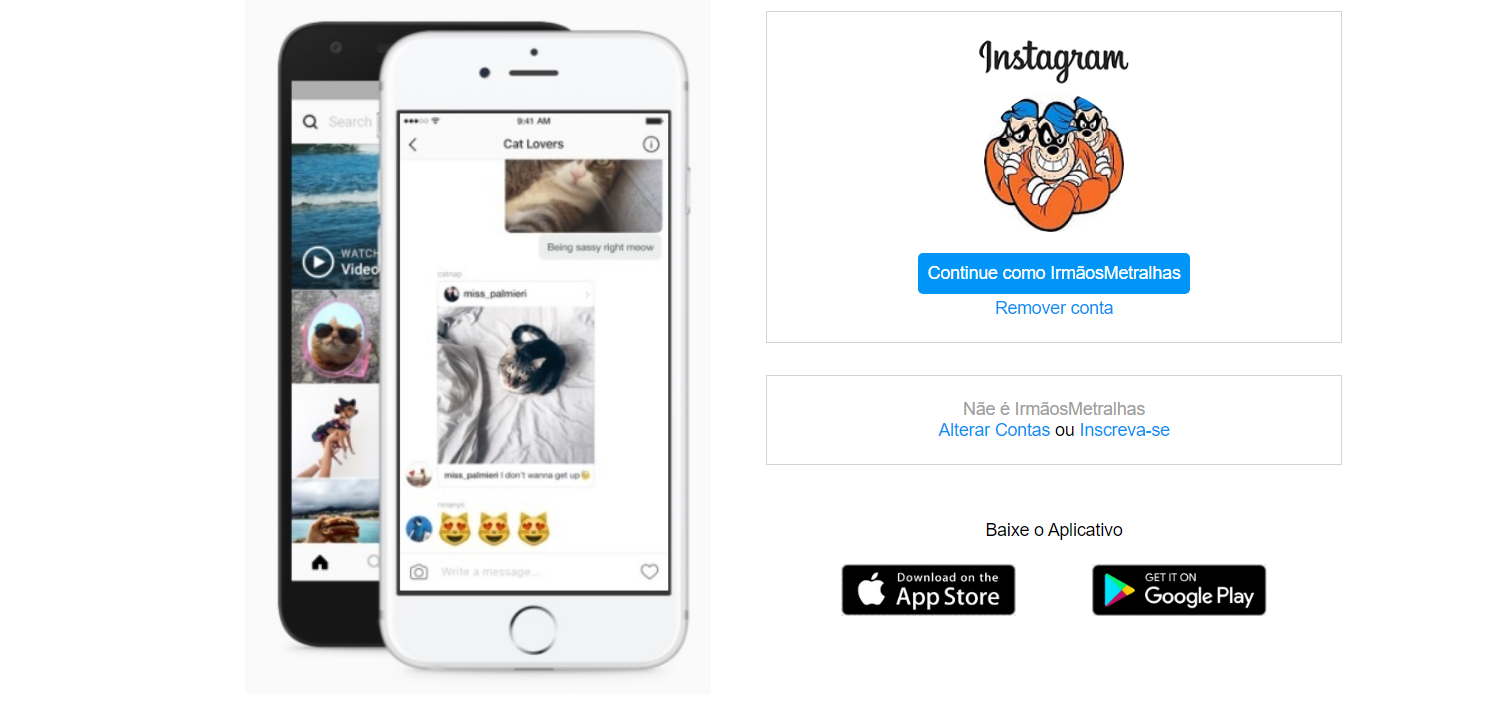 Search
WATCH
Video
9:41 AM
Cat Lovers
Being sassy right meow
catnap
miss_palmieri
miss_palmieri I don't wanna get up
Write a message...
Instagram
Continue como IrmãosMetralhas
Remover conta
Nãe é IrmãosMetralhas
Alterar Contas ou Inscreva-se
Baixe o Aplicativo
Download on the
App Store
GET IT ON
Google Play